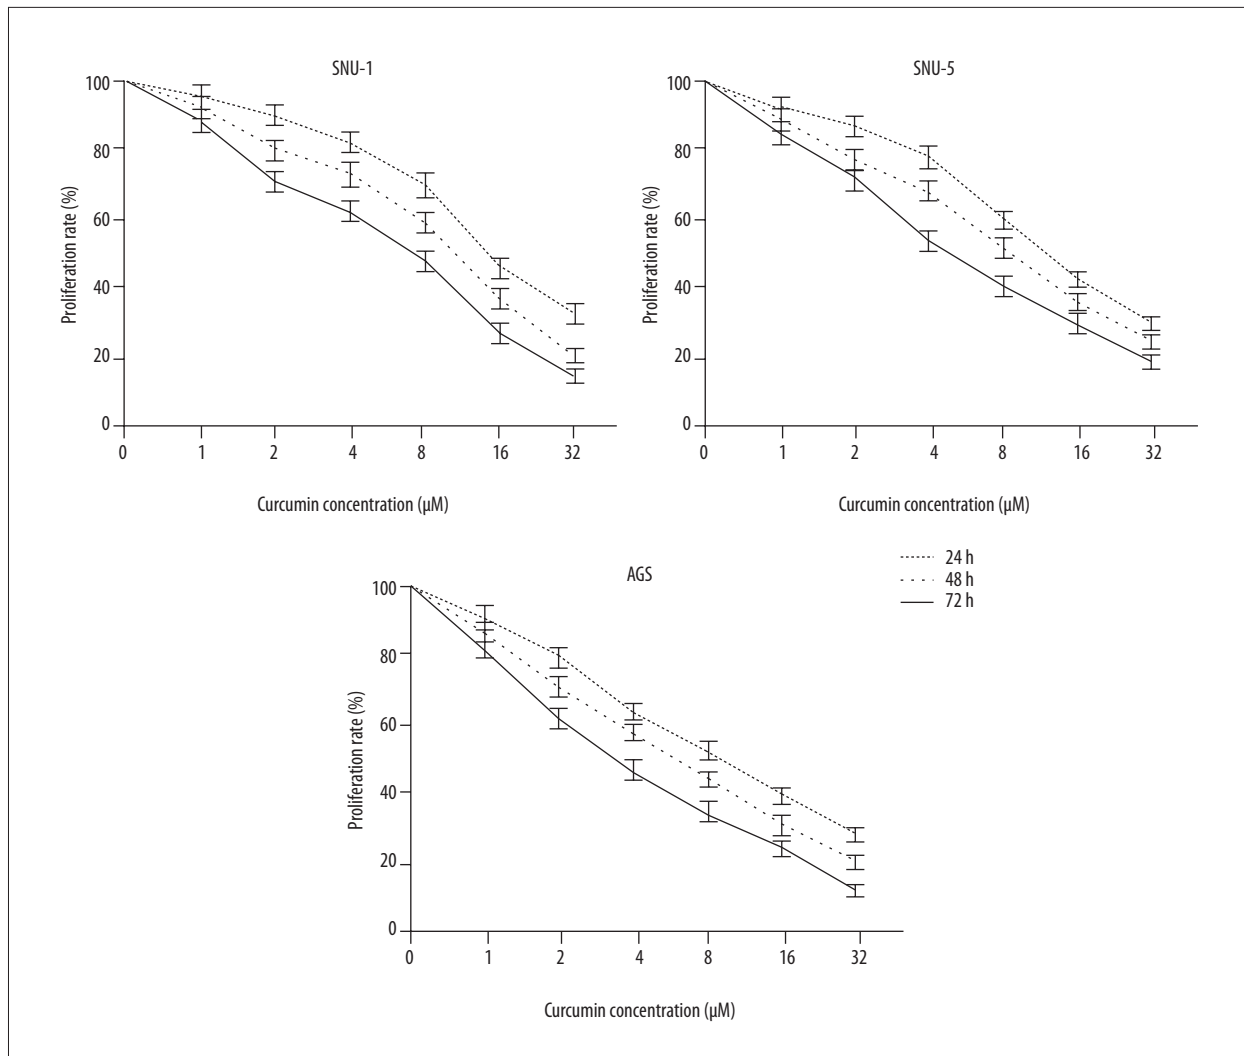 SNU-1
100
80
60
40
20
0
Proliferation rate (%)
0 1 2 4 8 16 32
Curcumin concentration (µM)
SNU-5
100
80
60
40
20
0
Proliferation rate (%)
0 1 2 4 8 16 32
Curcumin concentration (µM)
24 h
48 h
72 h
AGS
100
80
60
40
20
0
Proliferation rate (%)
0 1 2 4 8 16 32
Curcumin concentration (µM)